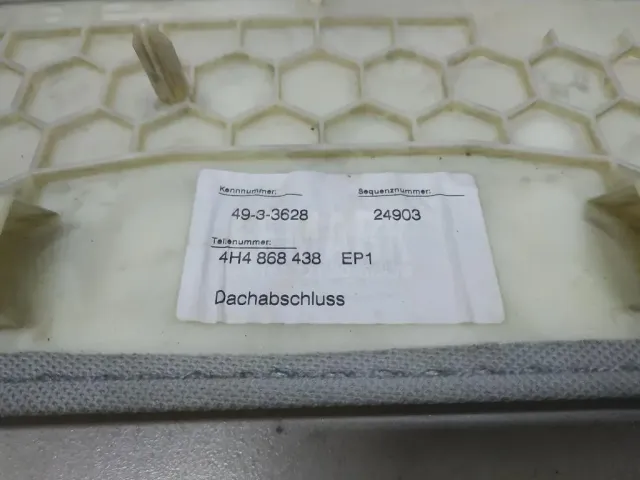 Kennnummer: Sequenznummer:
49-3-3628 24903
Teilenummer:
4H4 868 438 EP1
Dachabschluss